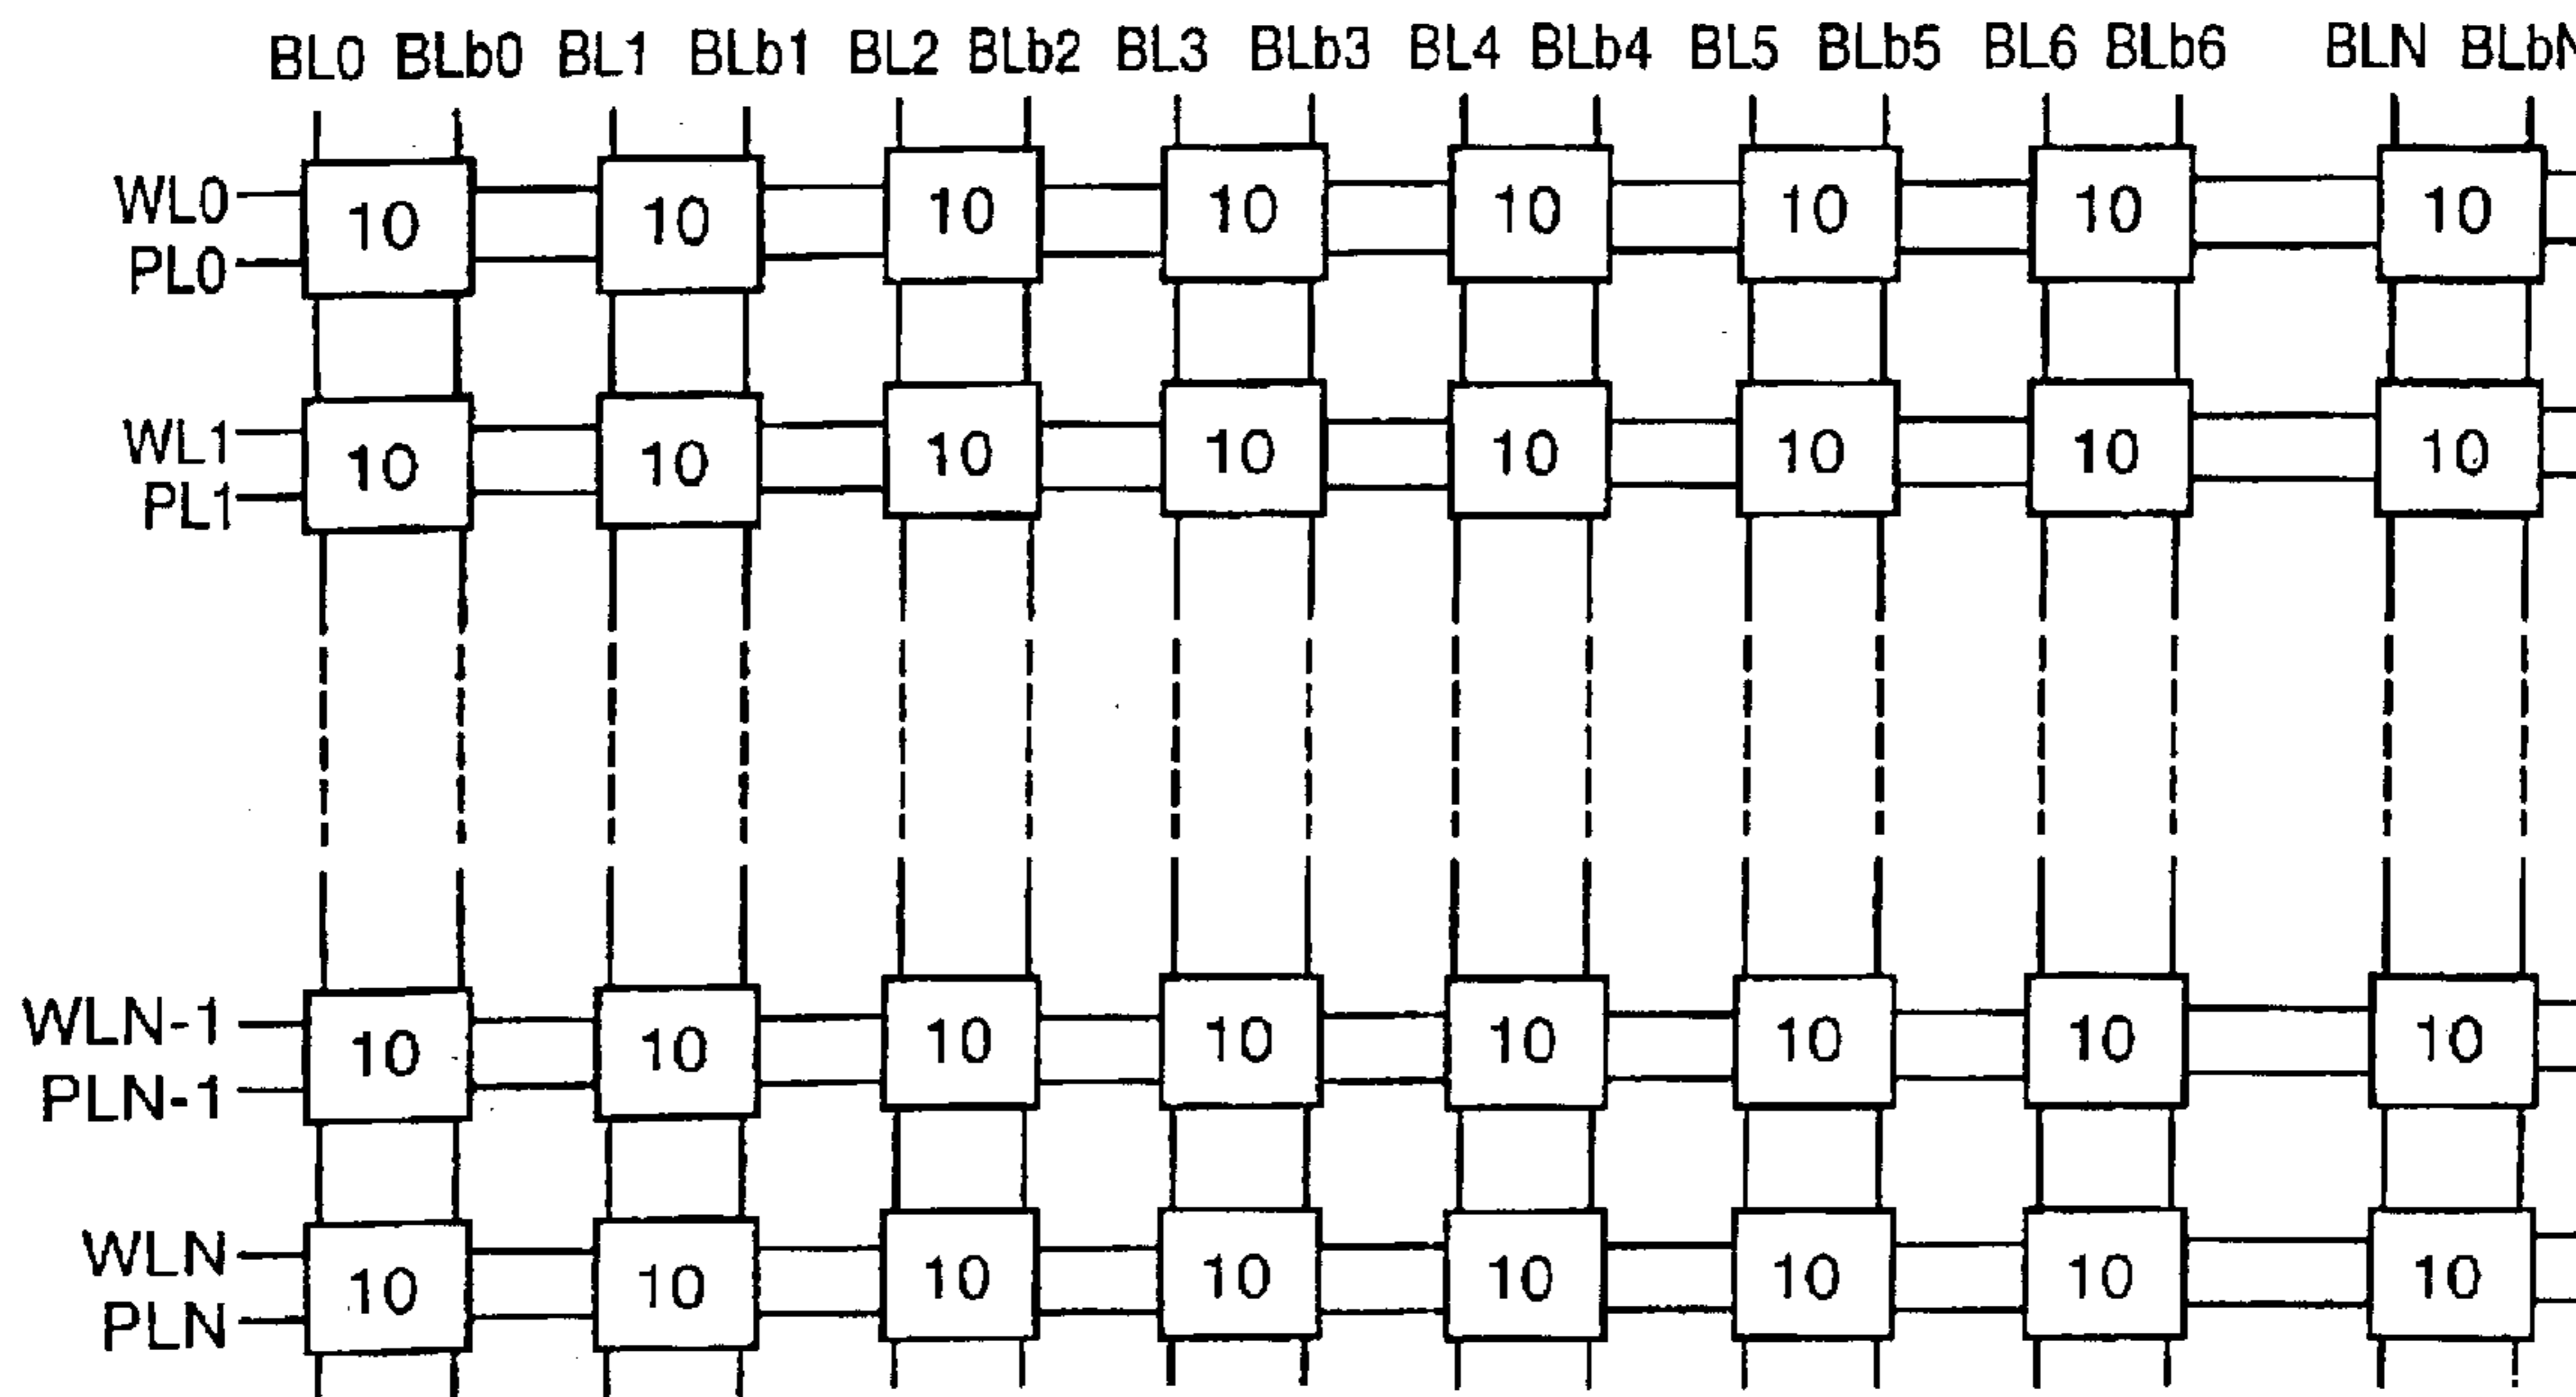 BL0 BLb0 BL1 BLb1 BL2 BLb2 BL3 BLb3 BL4 BLb4 BL5 BLb5 BL6 BLb6 BLN BLbN
WL0 10 10 10 10 10 10 10 10
PL0
WL1 10 10 10 10 10 10 10 10
PL1
WLN-1 10 10 10 10 10 10 10 10
PLN-1
WLN 10 10 10 10 10 10 10 10
PLN